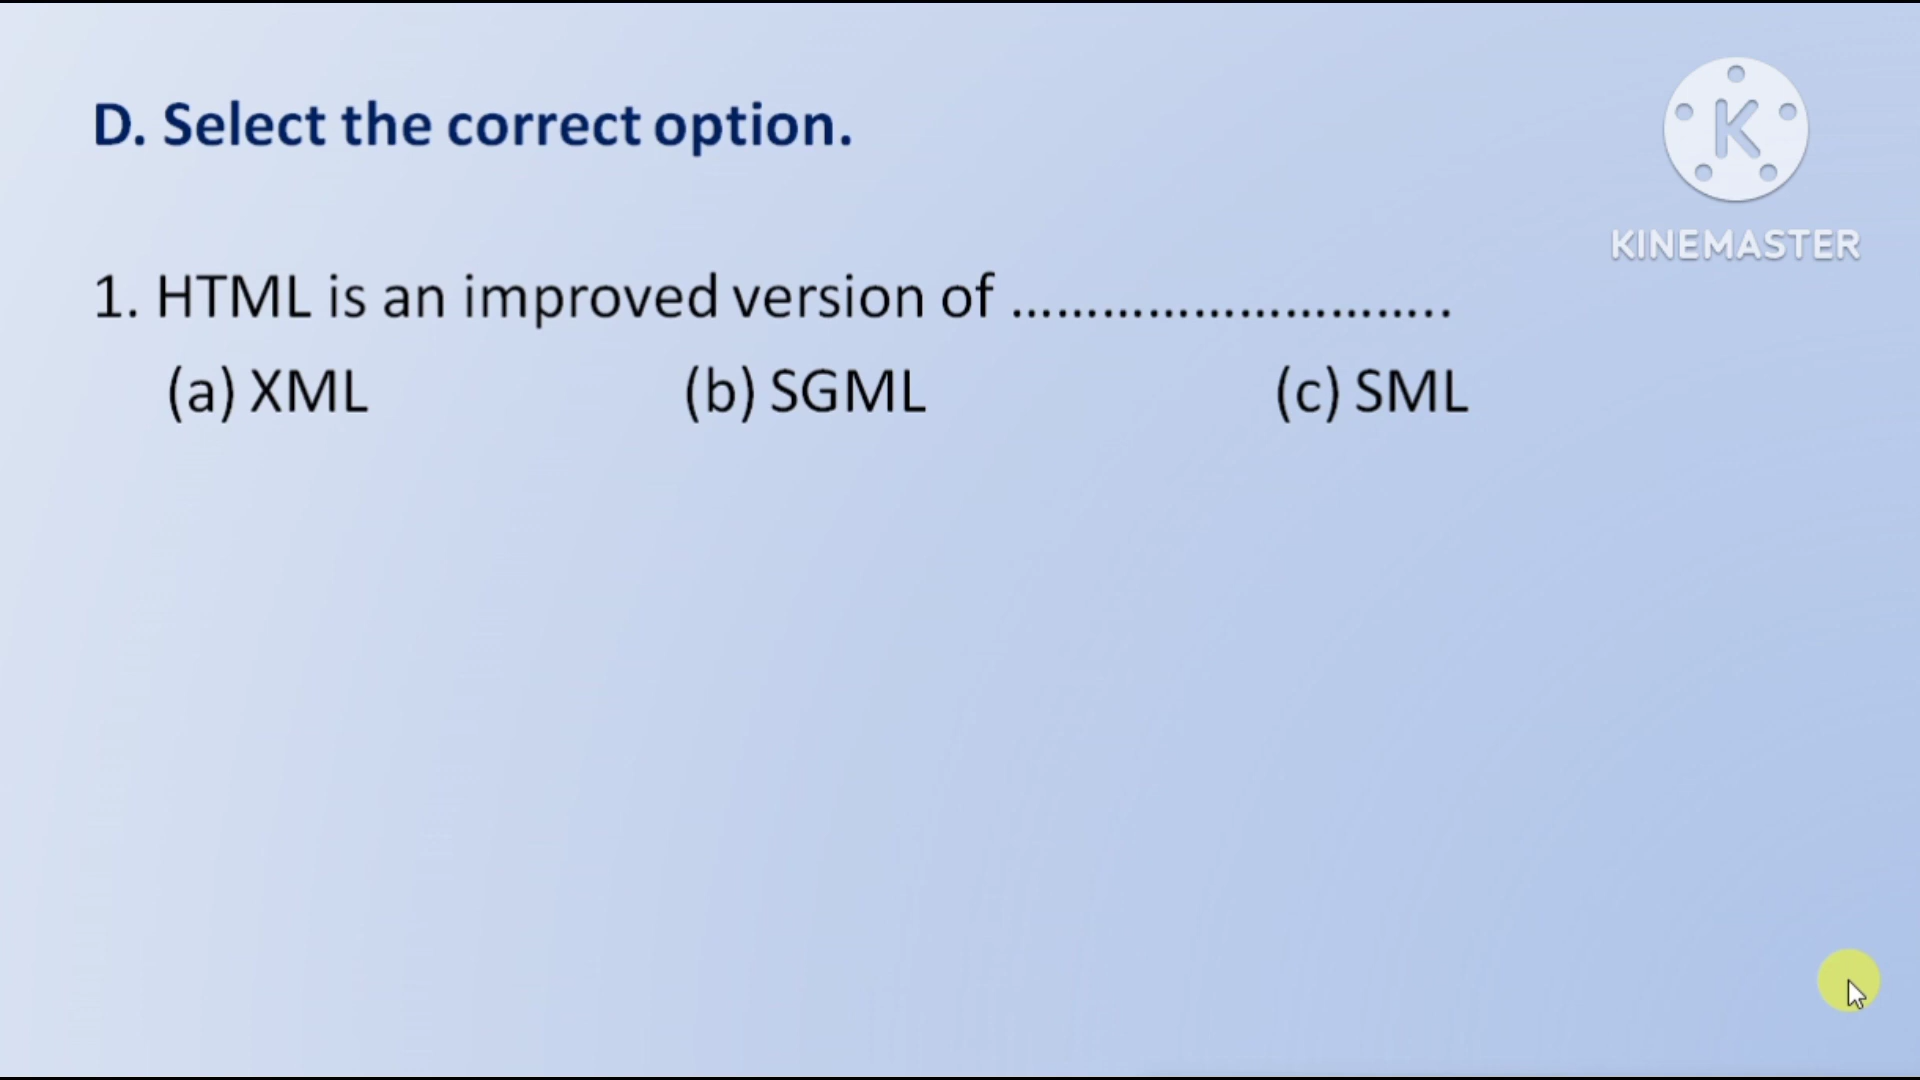 D. Select the correct option.
KINEMASTER
1. HTML is an improved version of ...............................
(a) XML (b) SGML (c) SML